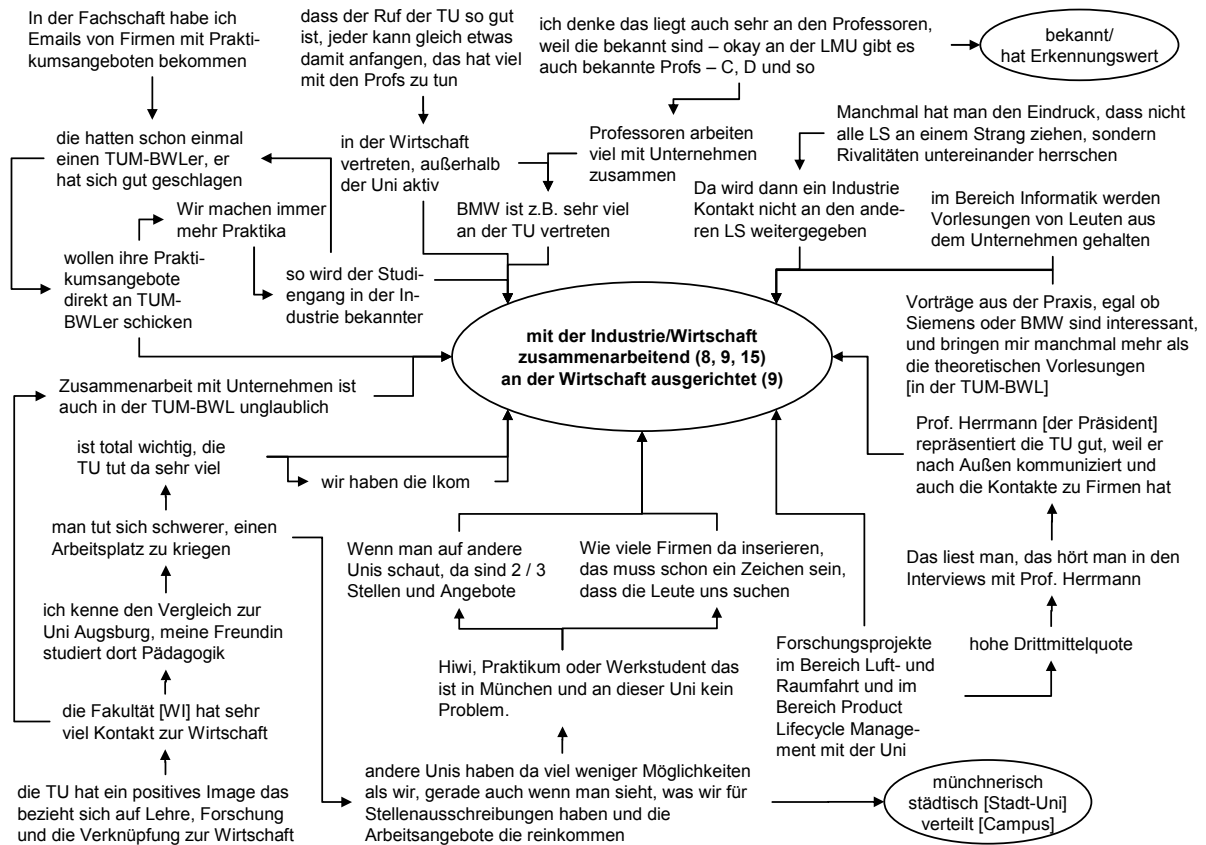 In der Fachschaft habe ich
Emails von Firmen mit Prakti-
kumsangeboten bekommen
dass der Ruf der TU so gut
ist, jeder kann gleich etwas
damit anfangen, das hat viel
mit den Profs zu tun
ich denke das liegt auch sehr an den Professoren,
weil die bekannt sind – okay an der LMU gibt es
auch bekannte Profs – C, D und so
bekannt/
hat Erkennungswert
die hatten schon einmal
einen TUM-BWLer, er
hat sich gut geschlagen
in der Wirtschaft
vertreten, außerhalb
der Uni aktiv
Professoren arbeiten
viel mit Unternehmen
zusammen
Manchmal hat man den Eindruck, dass nicht
alle LS an einem Strang ziehen, sondern
Rivalitäten untereinander herrschen
Wir machen immer
mehr Praktika
BMW ist z.B. sehr viel
an der TU vertreten
Da wird dann ein Industrie
Kontakt nicht an den ande-
ren LS weitergegeben
im Bereich Informatik werden
Vorlesungen von Leuten aus
dem Unternehmen gehalten
wollen ihre Prakti-
kumsangebote
direkt an TUM-
BWLer schicken
so wird der Studi-
engang in der In-
dustrie bekannter
mit der Industrie/Wirtschaft
zusammenarbeitend (8, 9, 15)
an der Wirtschaft ausgerichtet (9)
Vorträge aus der Praxis, egal ob
Siemens oder BMW sind interessant,
und bringen mir manchmal mehr als
die theoretischen Vorlesungen
[in der TUM-BWL]
Zusammenarbeit mit Unternehmen ist
auch in der TUM-BWL unglaublich
Prof. Herrmann [der Präsident]
repräsentiert die TU gut, weil er
nach Außen kommuniziert und
auch die Kontakte zu Firmen hat
ist total wichtig, die
TU tut da sehr viel
wir haben die Ikom
man tut sich schwerer, einen
Arbeitsplatz zu kriegen
Wenn man auf andere
Unis schaut, da sind 2 / 3
Stellen und Angebote
Wie viele Firmen da inserieren,
das muss schon ein Zeichen sein,
dass die Leute uns suchen
Das liest man, das hört man in den
Interviews mit Prof. Herrmann
ich kenne den Vergleich zur
Uni Augsburg, meine Freundin
studiert dort Pädagogik
Hiwi, Praktikum oder Werkstudent das
ist in München und an dieser Uni kein
Problem.
Forschungsprojekte
im Bereich Luft- und
Raumfahrt und im
Bereich Product
Lifecycle Manage-
ment mit der Uni
hohe Drittmittelquote
die Fakultät [WI] hat sehr
viel Kontakt zur Wirtschaft
die TU hat ein positives Image das
bezieht sich auf Lehre, Forschung
und die Verknüpfung zur Wirtschaft
andere Unis haben da viel weniger Möglichkeiten
als wir, gerade auch wenn man sieht, was wir für
Stellenausschreibungen haben und die
Arbeitsangebote die reinkommen
münchnerisch
städtisch [Stadt-Uni]
verteilt [Campus]